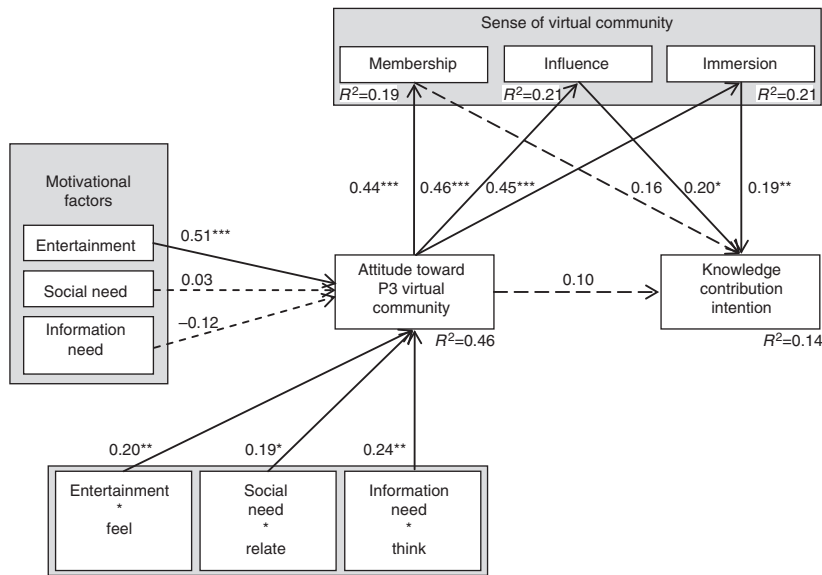 Sense of virtual community
Membership
Influence
Immersion
R²=0.19
R²=0.21
R²=0.21
Motivational
factors
Entertainment
Social need
Information
need
0.44***
0.46***
0.45***
0.16
0.20*
0.19**
0.51***
0.03
–0.12
Attitude toward
P3 virtual
community
R²=0.46
0.10
Knowledge
contribution
intention
R²=0.14
0.20**
0.19*
0.24**
Entertainment
*
feel
Social
need
*
relate
Information
need
*
think